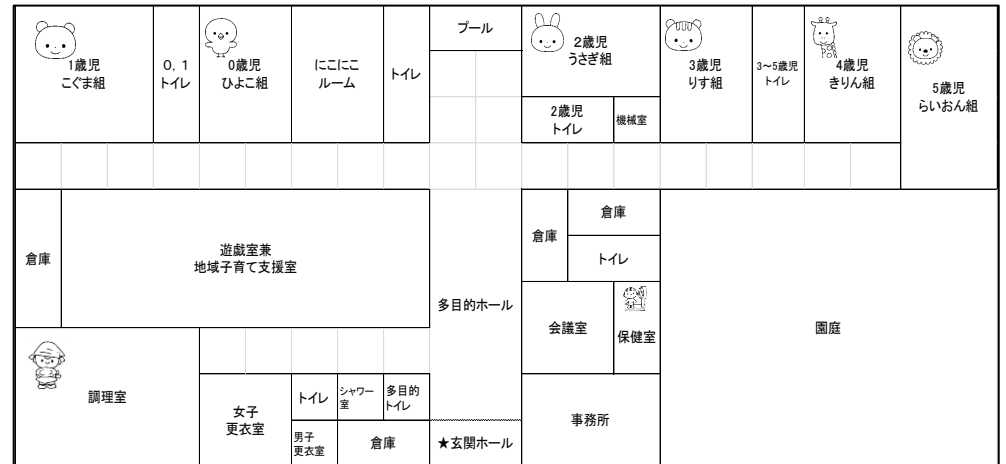 1歳児
こぐま組
0,1
トイレ
0歳児
ひよこ組
にこにこ
ルーム
トイレ
プール
2歳児
うさぎ組
2歳児
トイレ
機械室
3歳児
りす組
3～5歳児
トイレ
4歳児
きりん組
5歳児
らいおん組
倉庫
遊戯室兼
地域子育て支援室
多目的ホール
倉庫
倉庫
トイレ
会議室
保健室
園庭
調理室
女子
更衣室
トイレ
シャワー
室
多目的
トイレ
男子
更衣室
倉庫
★玄関ホール
事務所